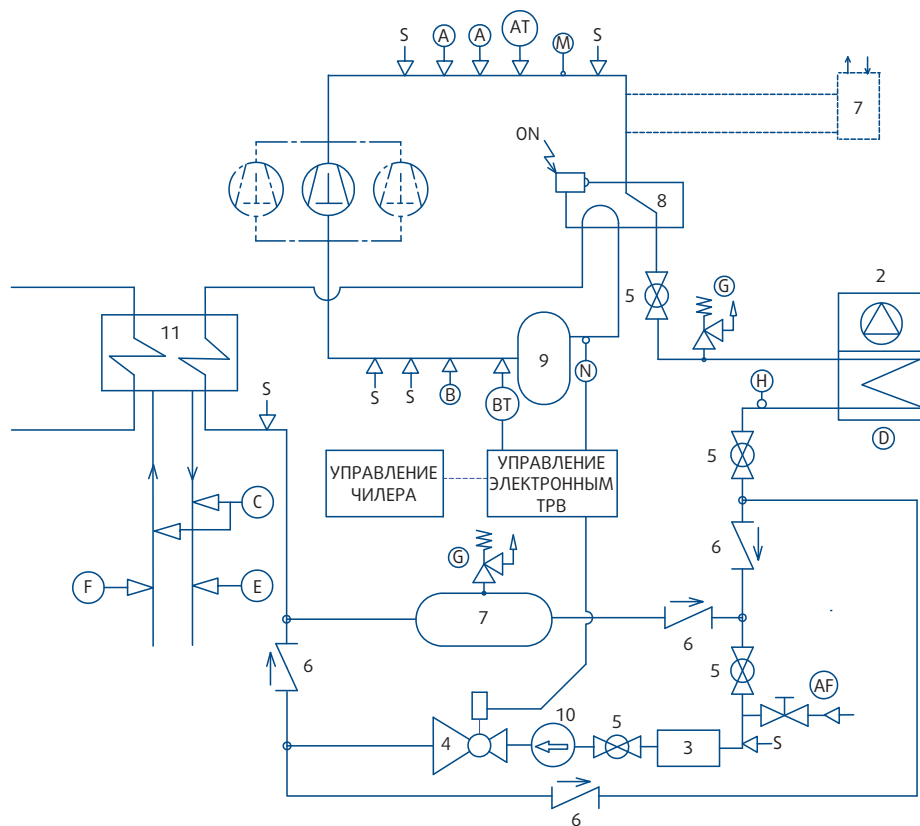 S
A
A
AT
M
S
7
ON
8
2
5
G
11
9
N
H
S
S
S
B
BT
D
5
УПРАВЛЕНИЕ
ЧИЛЕРА
УПРАВЛЕНИЕ
ЭЛЕКТРОННЫМ
ТРВ
C
6
G
F
E
7
6
6
5
AF
10
5
4
3
S
6